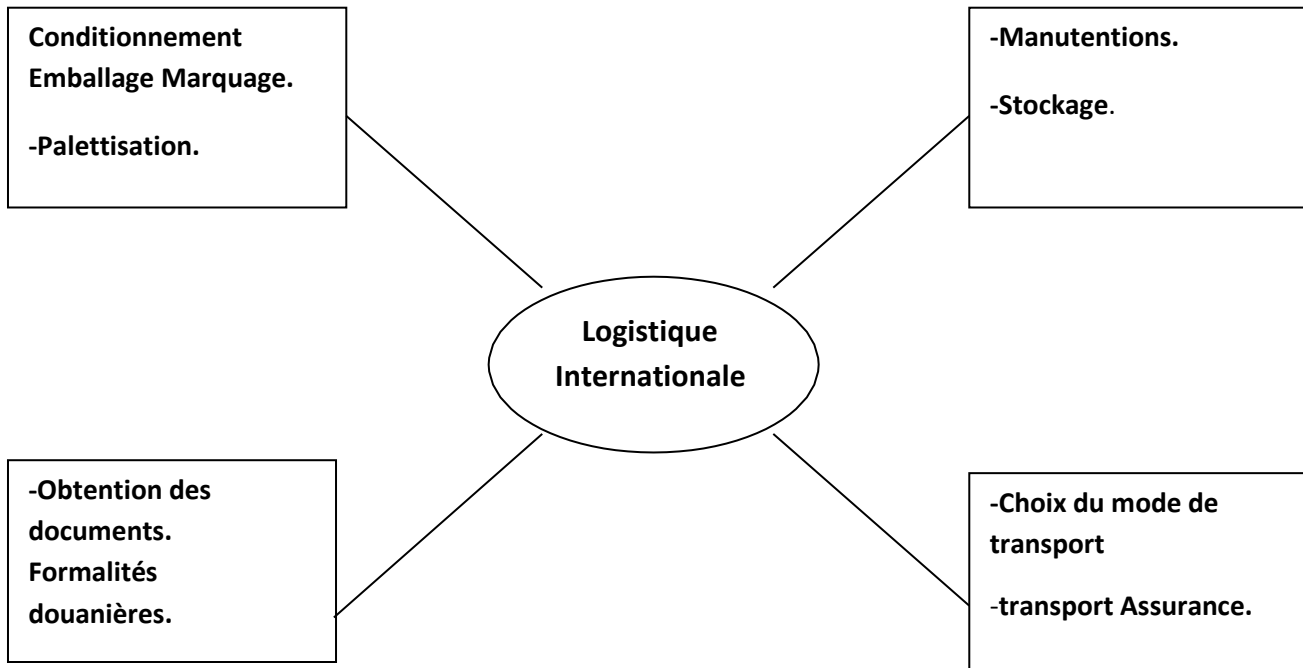 Conditionnement
Emballage Marquage.
-Palettisation.
-Manutentions.
-Stockage.
Logistique
Internationale
-Obtention des
documents.
Formalités
douanières.
-Choix du mode de
transport
-transport Assurance.